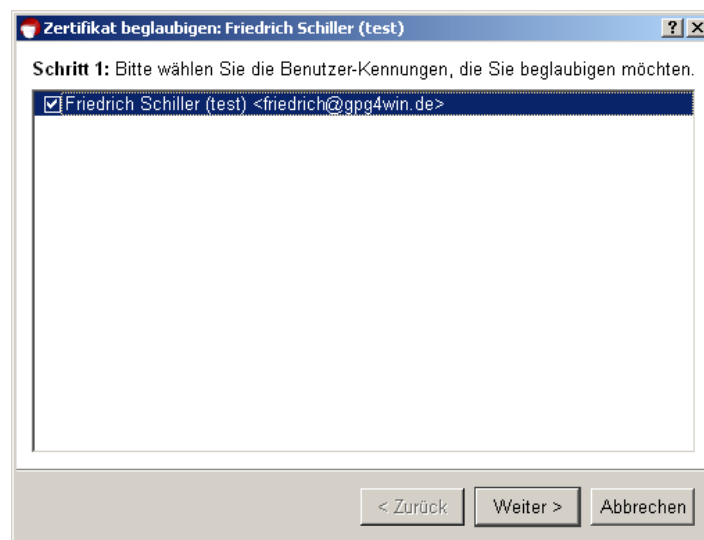 Zertifikat beglaubigen: Friedrich Schiller (test)
Schritt 1: Bitte wählen Sie die Benutzer-Kennungen, die Sie beglaubigen möchten.
Friedrich Schiller (test) <friedrich@gpg4win.de>
< Zurück Weiter > Abbrechen